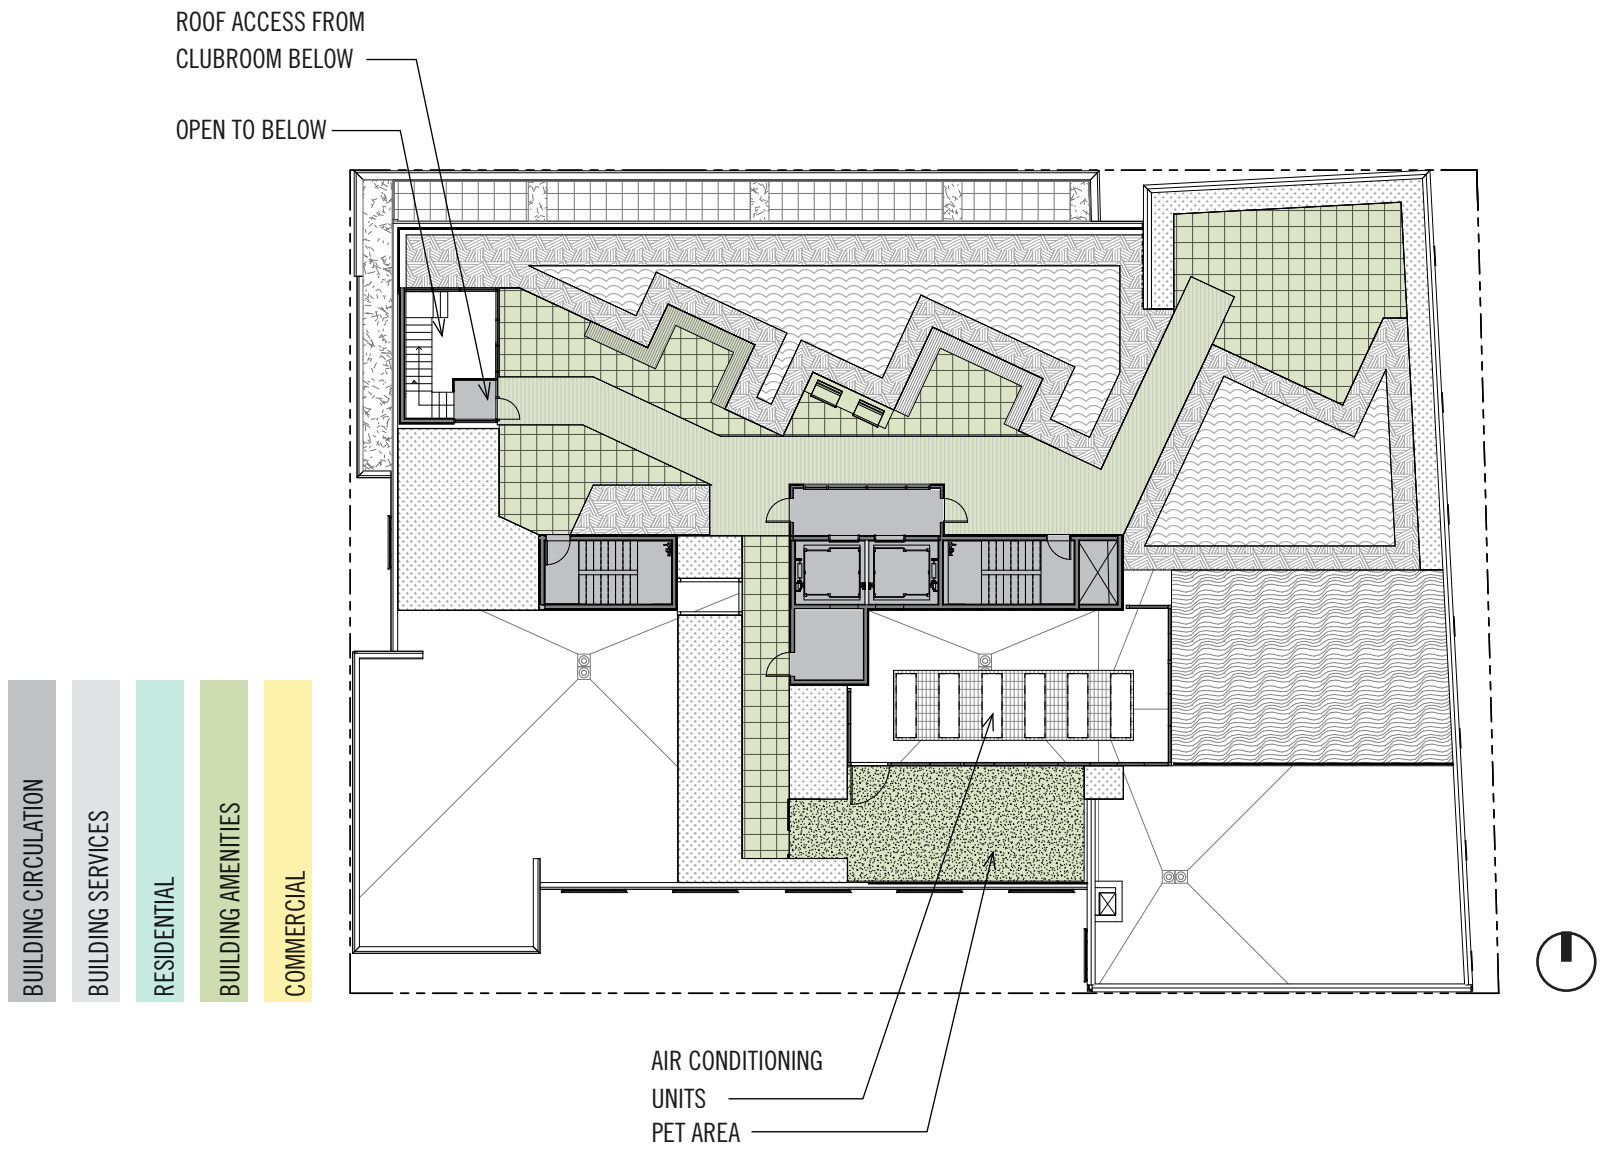 ROOF ACCESS FROM
CLUBROOM BELOW
OPEN TO BELOW
BUILDING CIRCULATION
BUILDING SERVICES
RESIDENTIAL
BUILDING AMENITIES
COMMERCIAL
AIR CONDITIONING
UNITS
PET AREA